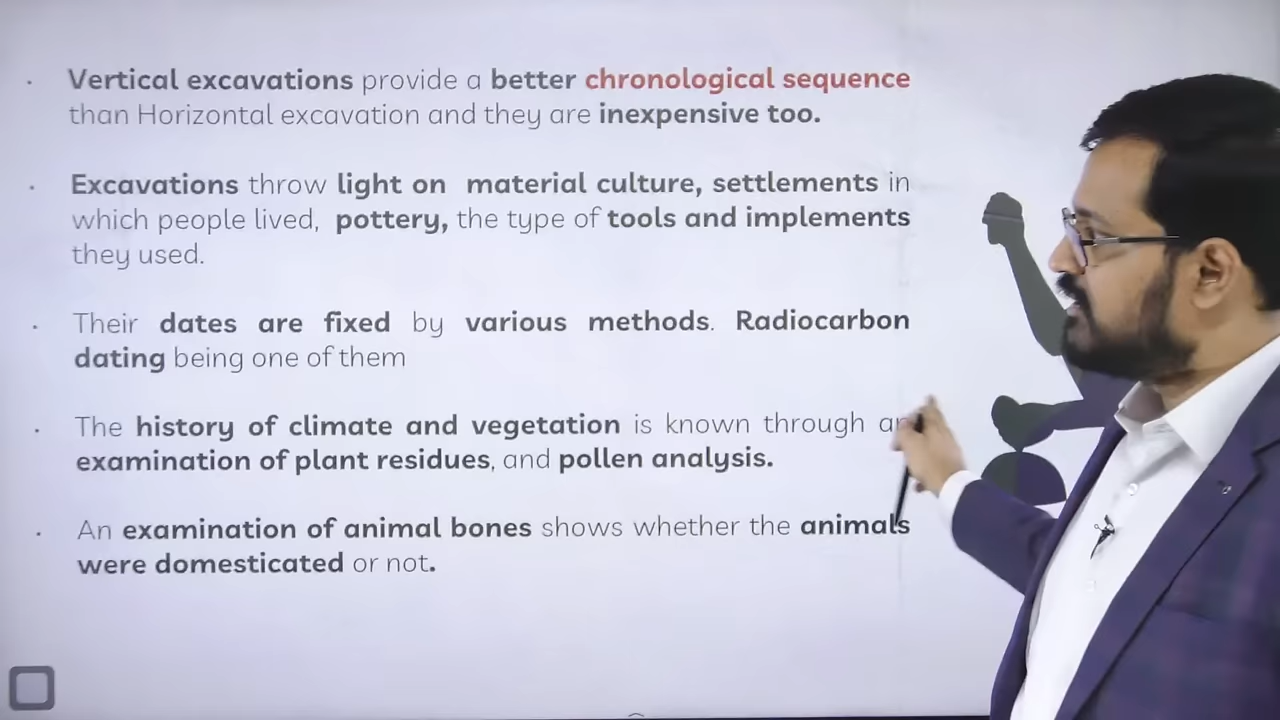 Vertical excavations provide a better chronological sequence
than Horizontal excavation and they are inexpensive too.
Excavations throw light on material culture, settlements in
which people lived, pottery, the type of tools and implements
they used.
Their dates are fixed by various methods. Radiocarbon
dating being one of them
The history of climate and vegetation is known through an
examination of plant residues, and pollen analysis.
An examination of animal bones shows whether the animals
were domesticated or not.